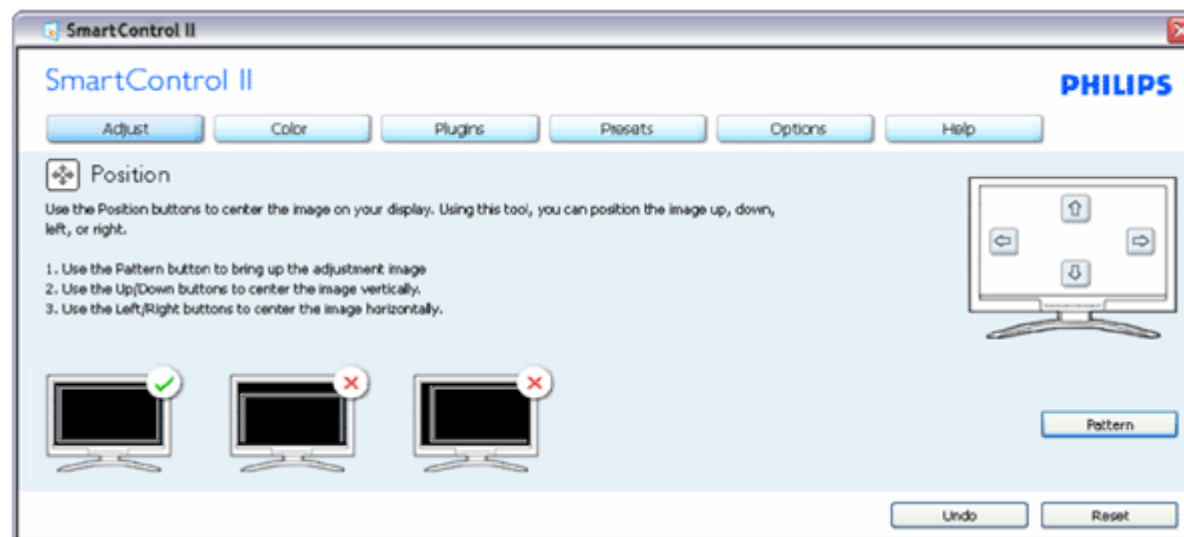 SmartControl II
SmartControl II
PHILIPS
Adjust Color Plugins Presets Options Help
Position
Use the Position buttons to center the image on your display. Using this tool, you can position the image up, down,
left, or right.
1. Use the Pattern button to bring up the adjustment image
2. Use the Up/Down buttons to center the image vertically.
3. Use the Left/Right buttons to center the image horizontally.
Pattern
Undo Reset